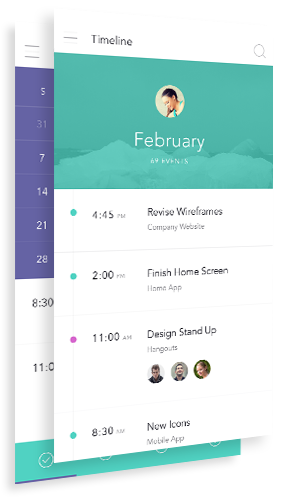 Timeline
February
69 EVENTS
4:45 PM
Revise Wireframes
Company Website
2:00 PM
Finish Home Screen
Home App
11:00 AM
Design Stand Up
Hangouts
8:30 AM
New Icons
Mobile App
S
31
7
14
21
28
8:30
11:0